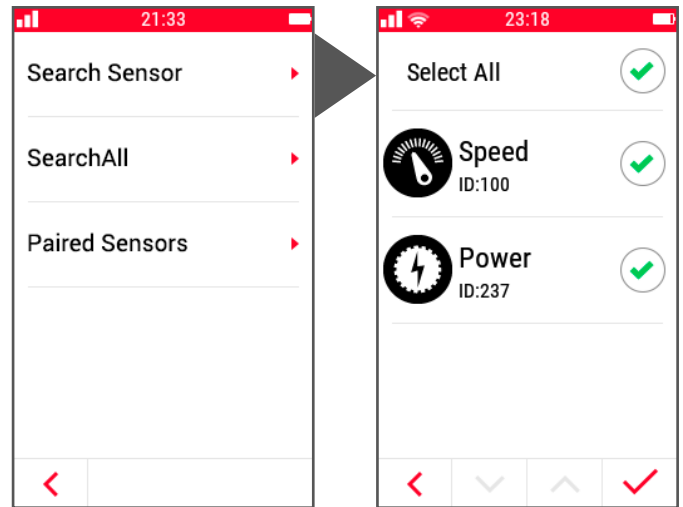 21:33
Search Sensor
SearchAll
Paired Sensors
23:18
Select All
Speed
ID:100
Power
ID:237